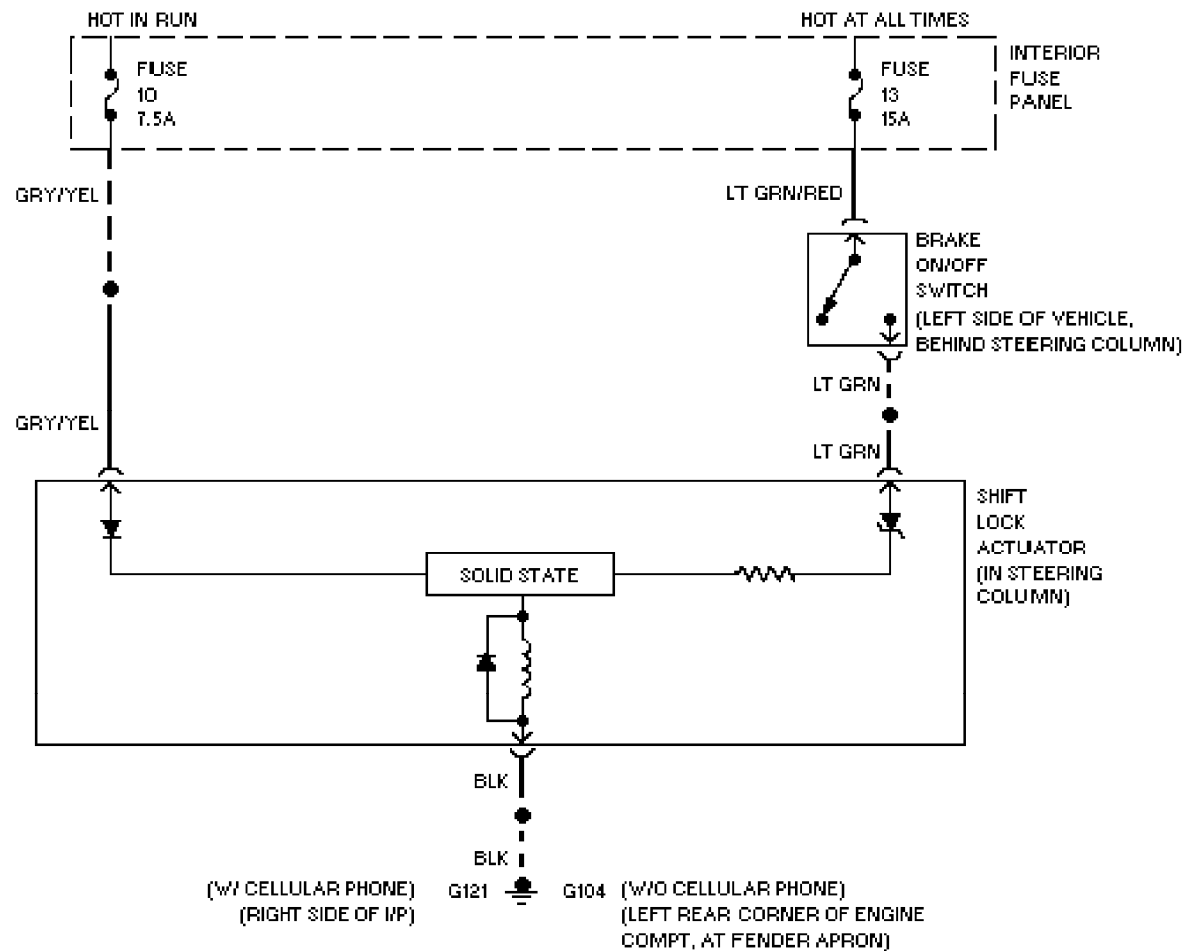 HOT IN RUN
HOT AT ALL TIMES
FUSE
10
7.5A
FUSE
13
15A
INTERIOR
FUSE
PANEL
GRY/YEL
LT GRN/RED
BRAKE
ON/OFF
SWITCH
(LEFT SIDE OF VEHICLE,
BEHIND STEERING COLUMN)
LT GRN
GRY/YEL
LT GRN
SHIFT
LOCK
ACTUATOR
(IN STEERING
COLUMN)
SOLID STATE
BLK
BLK
(W/ CELLULAR PHONE)
(RIGHT SIDE OF I/P)
G121
G104
(W/O CELLULAR PHONE)
(LEFT REAR CORNER OF ENGINE
COMPT, AT FENDER APRON)